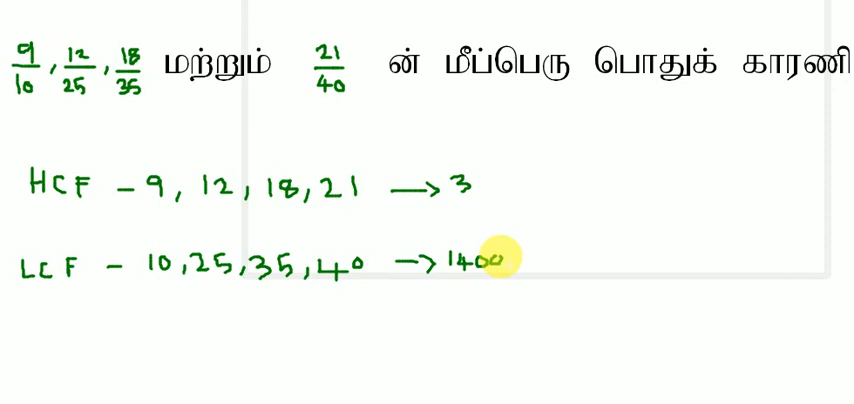 9/10, 12/25, 18/35 மற்றும் 21/40 ன் மீப்பெரு பொதுக் காரணி
HCF - 9, 12, 18, 21 → 3
LCF - 10, 25, 35, 40 → 1400